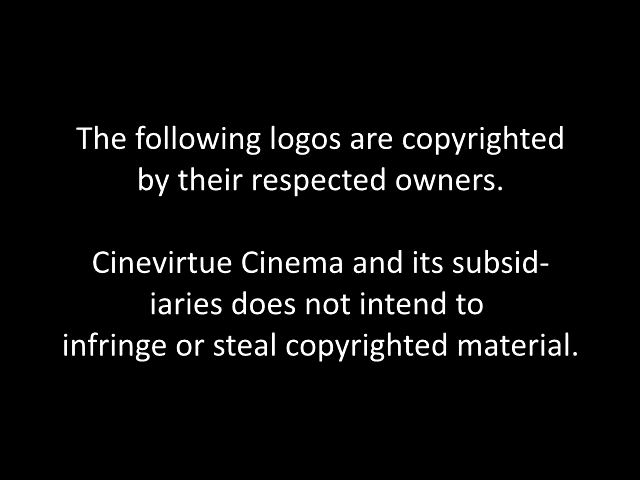 The following logos are copyrighted
by their respected owners.
Cinevirtue Cinema and its subsid-
iaries does not intend to
infringe or steal copyrighted material.